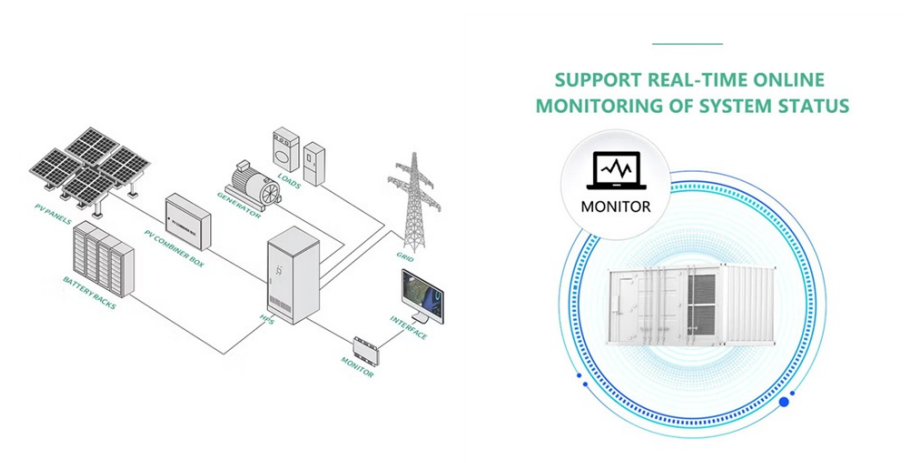 SUPPORT REAL-TIME ONLINE
MONITORING OF SYSTEM STATUS
MONITOR
LOADS
GENERATOR
PV PANELS
PV COMBINER BOX
GRID
BATTERY RACKS
HPS
INTERFACE
MONITOR